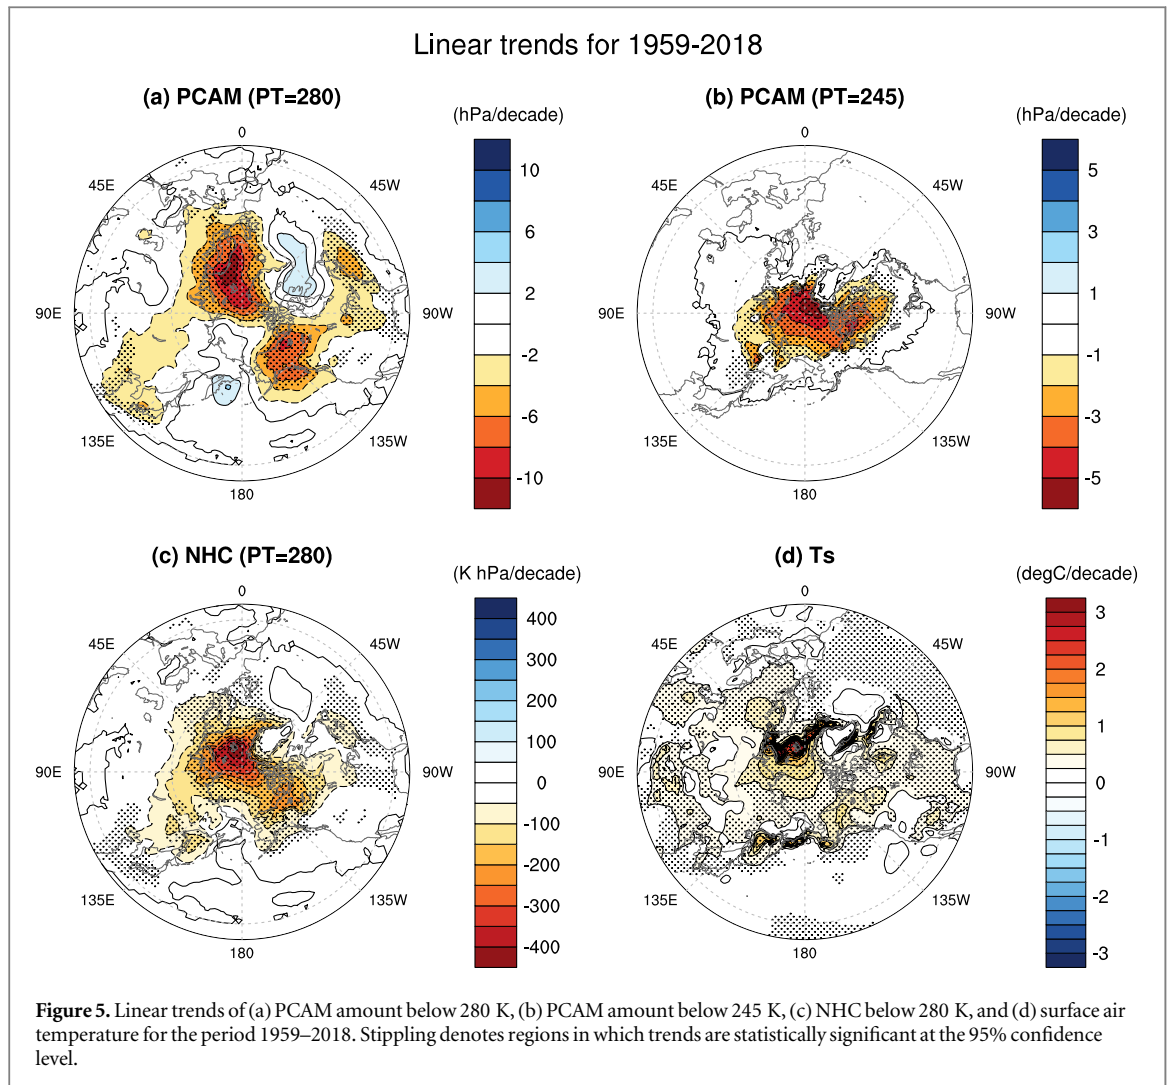 Linear trends for 1959-2018
(a) PCAM (PT=280)
(hPa/decade)
0
45E
45W
90E
90W
135E
135W
180
10
6
2
-2
-6
-10
(b) PCAM (PT=245)
(hPa/decade)
0
45E
45W
90E
90W
135E
135W
180
5
3
1
-1
-3
-5
(c) NHC (PT=280)
(K hPa/decade)
0
45E
45W
90E
90W
135E
135W
180
400
300
200
100
0
-100
-200
-300
-400
(d) Ts
(degC/decade)
0
45E
45W
90E
90W
135E
135W
180
3
2
1
0
-1
-2
-3
Figure 5. Linear trends of (a) PCAM amount below 280 K, (b) PCAM amount below 245 K, (c) NHC below 280 K, and (d) surface air
temperature for the period 1959–2018. Stippling denotes regions in which trends are statistically significant at the 95% confidence
level.